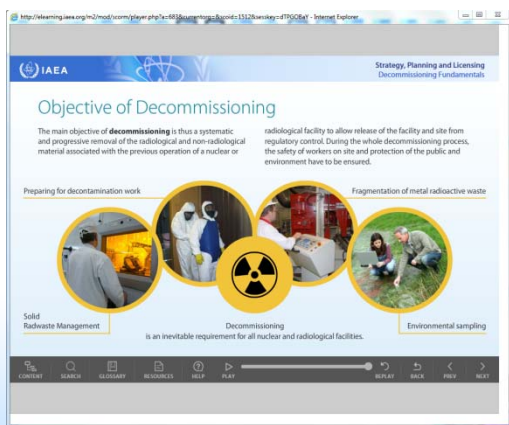 http://elearning.iaea.org/m2/mod/scorm/player.php?a=683&currentorg=&scoid=1512&sesskey=dTPGOBaY - Internet Explorer
IAEA
Strategy, Planning and Licensing
Decommissioning Fundamentals
Objective of Decommissioning
The main objective of decommissioning is thus a systematic
and progressive removal of the radiological and non-radiological
material associated with the previous operation of a nuclear or
radiological facility to allow release of the facility and site from
regulatory control. During the whole decommissioning process,
the safety of workers on site and protection of the public and
environment have to be ensured.
Preparing for decontamination work
Fragmentation of metal radioactive waste
Solid
Radwaste Management
Decommissioning
is an inevitable requirement for all nuclear and radiological facilities.
Environmental sampling
CONTENT SEARCH GLOSSARY RESOURCES HELP PLAY REPLAY BACK PREV NEXT